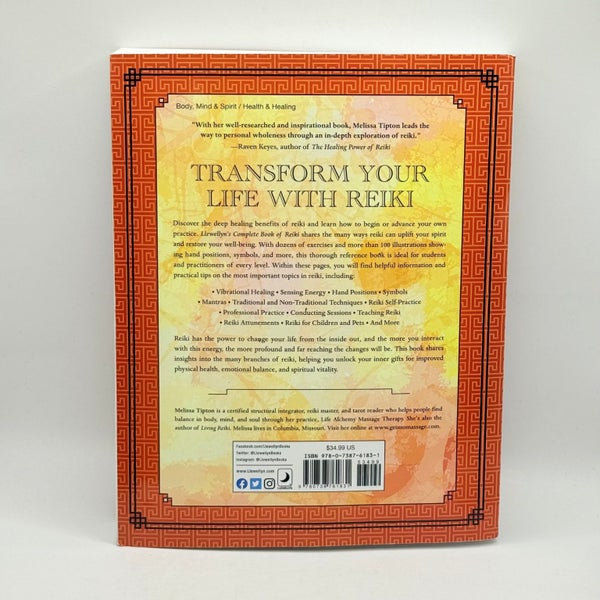 Body, Mind & Spirit / Health & Healing
"With her well-researched and inspirational book, Melissa Tipton leads the
way to personal wholeness through an in-depth exploration of reiki."
—Raven Keyes, author of The Healing Power of Reiki
TRANSFORM YOUR
LIFE WITH REIKI
Discover the deep healing benefits of reiki and learn how to begin or advance your own
practice. Llewellyn's Complete Book of Reiki shares the many ways reiki can uplift your spirit
and restore your well-being. With dozens of exercises and more than 100 illustrations show-
ing hand positions, symbols, and more, this thorough reference book is ideal for students
and practitioners of every level. Within these pages, you will find helpful information and
practical tips on the most important topics in reiki, including:
• Vibrational Healing • Sensing Energy • Hand Positions • Symbols
• Mantras • Traditional and Non-Traditional Techniques • Reiki Self-Practice
• Professional Practice • Conducting Sessions • Teaching Reiki
• Reiki Attunements • Reiki for Children and Pets • And More
Reiki has the power to change your life from the inside out, and the more you interact
with this energy, the more profound and far reaching the changes will be. This book shares
insights into the many branches of reiki, helping you unlock your inner gifts for improved
physical health, emotional balance, and spiritual vitality.
Melissa Tipton is a certified structural integrator, reiki master, and tarot reader who helps people find
balance in body, mind, and soul through her practice, Life Alchemy Massage Therapy. She's also the
author of Living Reiki. Melissa lives in Columbia, Missouri. Visit her online at www.getmomassage.com.
Facebook.com/LlewellynBooks
Twitter: @LlewellynBooks
Instagram: @LlewellynBooks
www.Llewellyn.com
$34.99 US
ISBN 978-0-7387-6183-1
53499
9 780738 761831